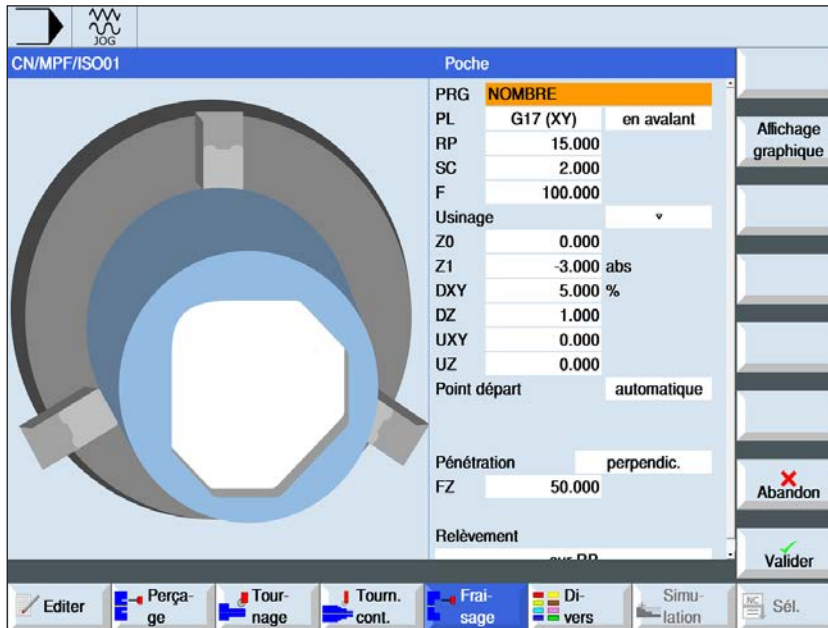 JOG
CN/MPF/ISO01
Poche
PRG NOMBRE
PL G17 (XY) en avalant
RP 15.000
SC 2.000
F 100.000
Usinage ▿
Z0 0.000
Z1 -3.000 abs
DXY 5.000 %
DZ 1.000
UXY 0.000
UZ 0.000
Point départ automatique
Pénétration perpendic.
FZ 50.000
Relèvement
sur RP
Affichage
graphique
Abandon
Valider
Editer
Perça-
ge
Tour-
nage
Tourn.
cont.
Frai-
sage
Di-
vers
Simu-
lation
NC
Sél.